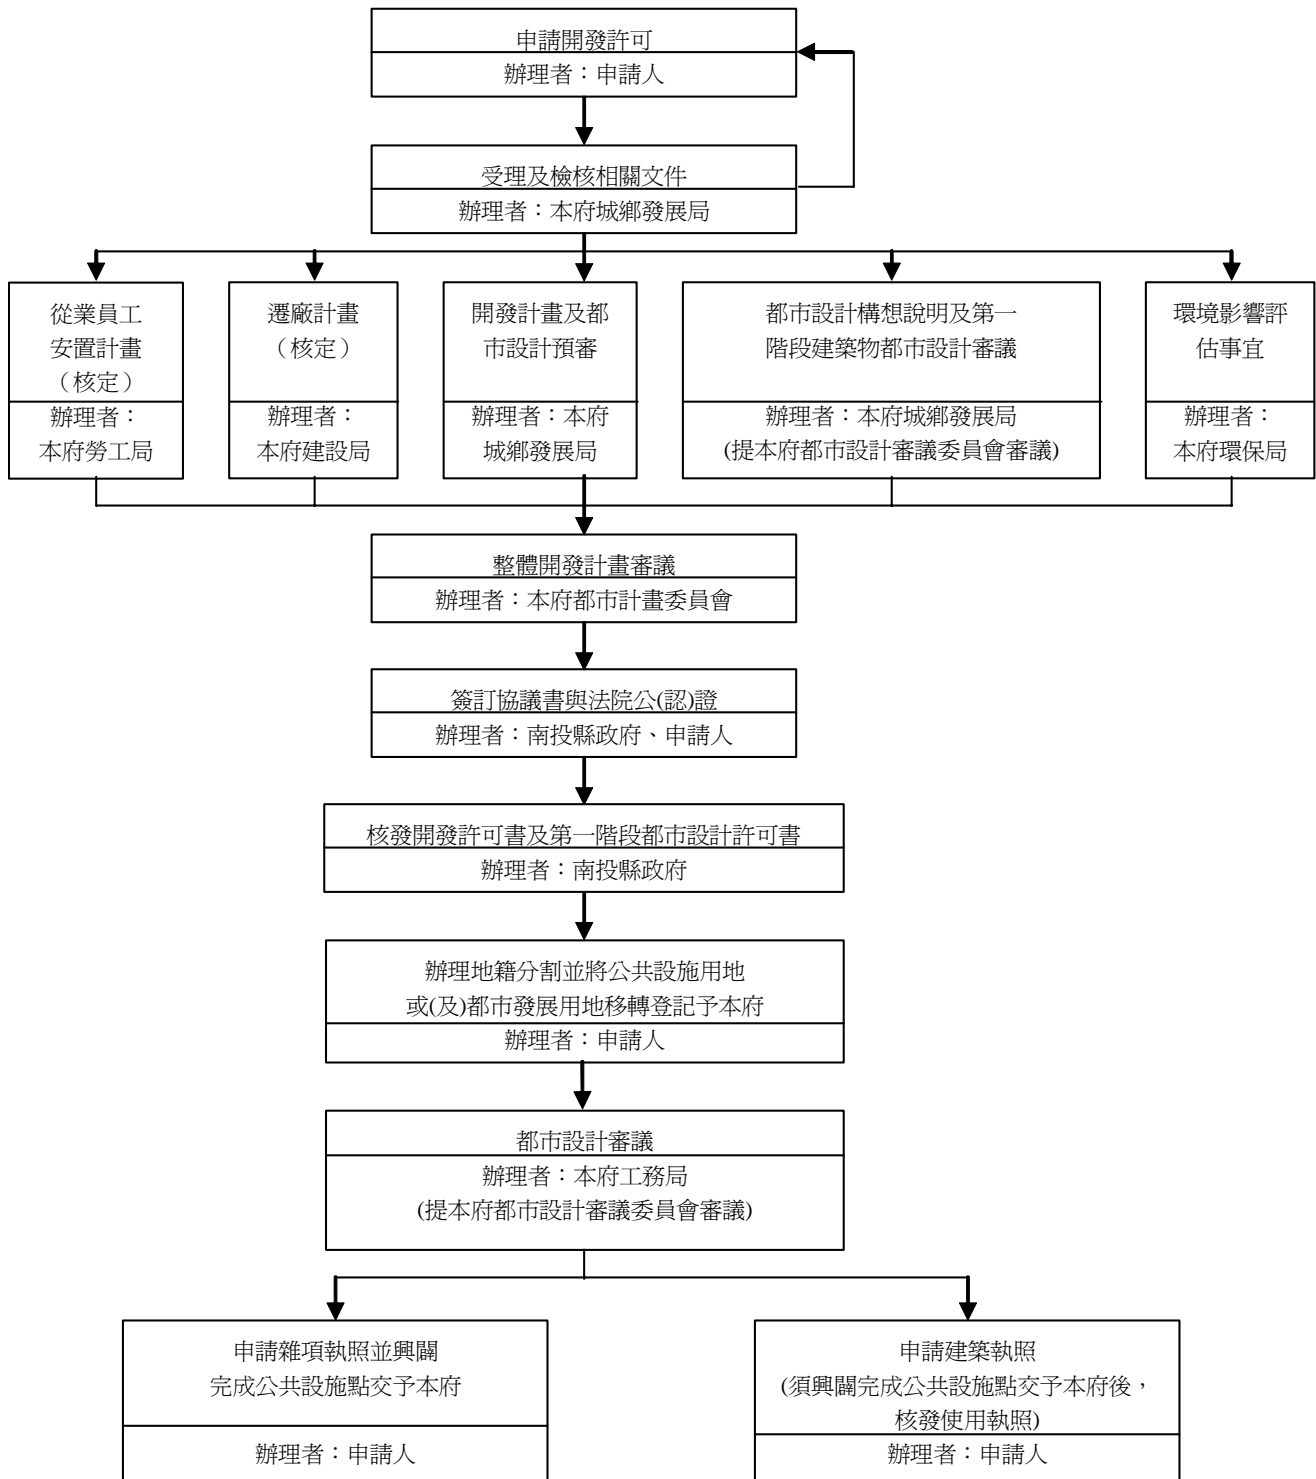 申請開發許可
辦理者：申請人
受理及檢核相關文件
辦理者：本府城鄉發展局
從業員工
安置計畫
（核定）
辦理者：
本府勞工局
遷廠計畫
（核定）
辦理者：
本府建設局
開發計畫及都
市設計預審
辦理者：本府
城鄉發展局
都市設計構想說明及第一
階段建築物都市設計審議
辦理者：本府城鄉發展局
(提本府都市設計審議委員會審議)
環境影響評
估事宜
辦理者：
本府環保局
整體開發計畫審議
辦理者：本府都市計畫委員會
簽訂協議書與法院公(認)證
辦理者：南投縣政府、申請人
核發開發許可書及第一階段都市設計許可書
辦理者：南投縣政府
辦理地籍分割並將公共設施用地
或(及)都市發展用地移轉登記予本府
辦理者：申請人
都市設計審議
辦理者：本府工務局
(提本府都市設計審議委員會審議)
申請雜項執照並興闢
完成公共設施點交予本府
辦理者：申請人
申請建築執照
(須興闢完成公共設施點交予本府後，
核發使用執照)
辦理者：申請人